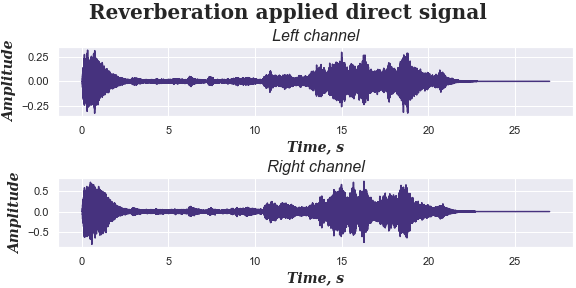 Reverberation applied direct signal
Left channel
Amplitude
0.25
0.00
−0.25
0 5 10 15 20 25
Time, s
Right channel
Amplitude
0.5
0.0
−0.5
0 5 10 15 20 25
Time, s